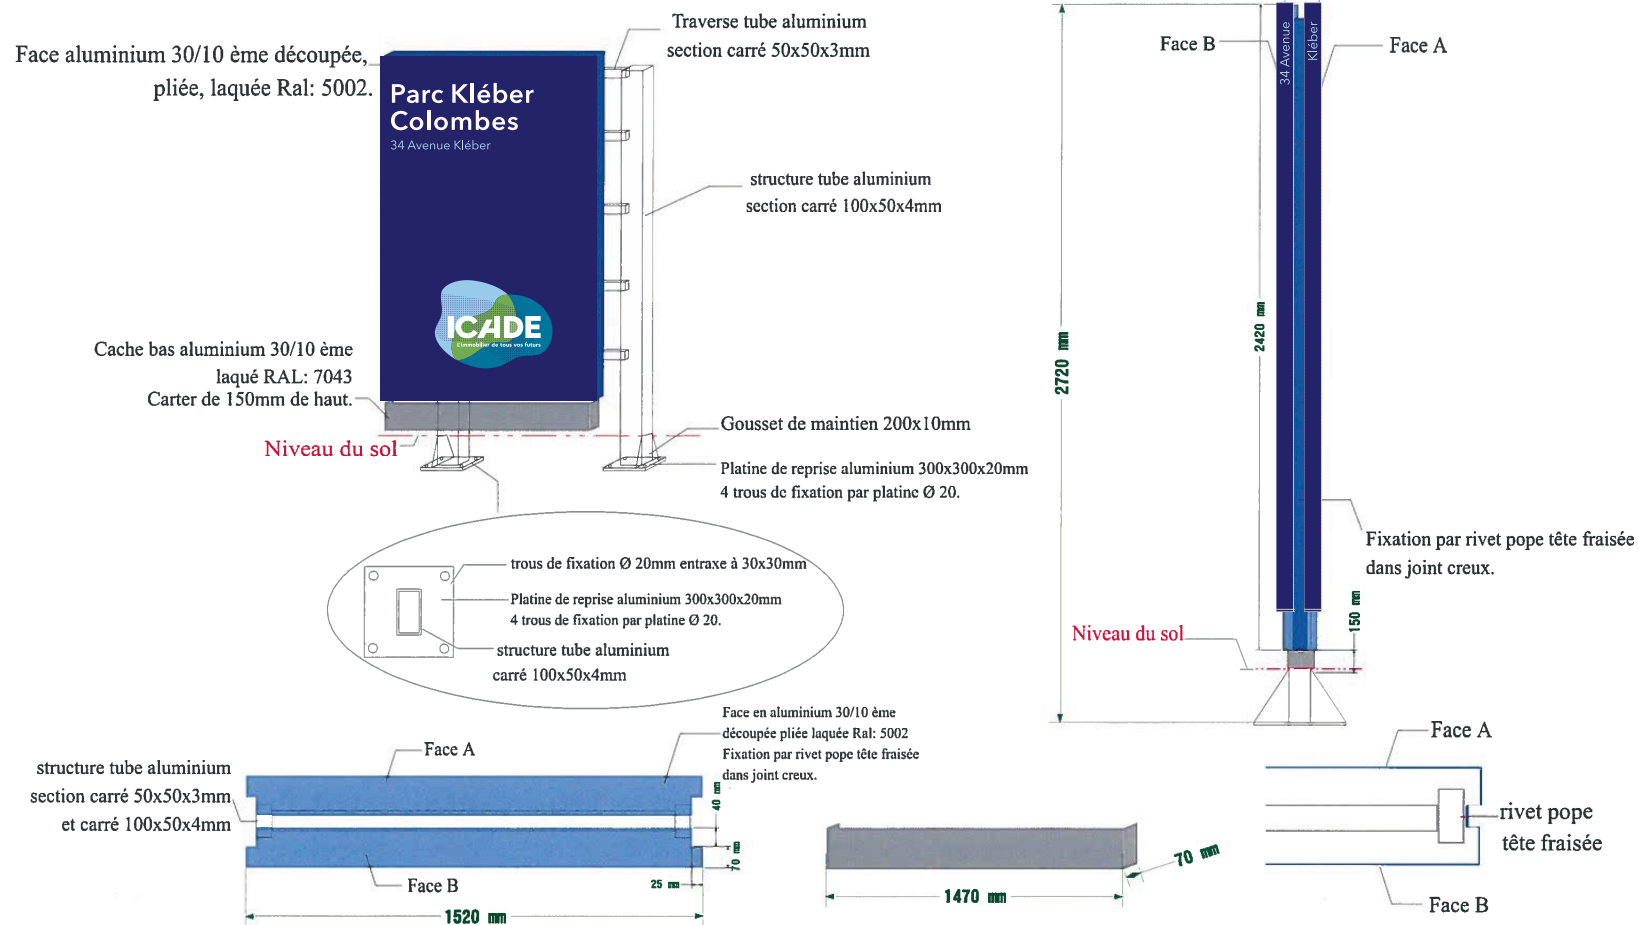 Traverse tube aluminium
section carré 50x50x3mm
Face aluminium 30/10 ème découpée,
pliée, laquée Ral: 5002.
Parc Kléber
Colombes
34 Avenue Kléber
structure tube aluminium
section carré 100x50x4mm
ICADE
L'immobilier de tous vos futurs
Cache bas aluminium 30/10 ème
laqué RAL: 7043
Carter de 150mm de haut.
Niveau du sol
Gousset de maintien 200x10mm
Platine de reprise aluminium 300x300x20mm
4 trous de fixation par platine Ø 20.
trous de fixation Ø 20mm entraxe à 30x30mm
Platine de reprise aluminium 300x300x20mm
4 trous de fixation par platine Ø 20.
structure tube aluminium
carré 100x50x4mm
Face B
34 Avenue
Kléber
Face A
2720 mm
2420 mm
Fixation par rivet pope tête fraisée
dans joint creux.
150 mm
Niveau du sol
Face en aluminium 30/10 ème
découpée pliée laquée Ral: 5002
Fixation par rivet pope tête fraisée
dans joint creux.
Face A
structure tube aluminium
section carré 50x50x3mm
et carré 100x50x4mm
40 mm
70 mm
25 mm
Face B
1520 mm
70 mm
1470 mm
Face A
rivet pope
tête fraisée
Face B